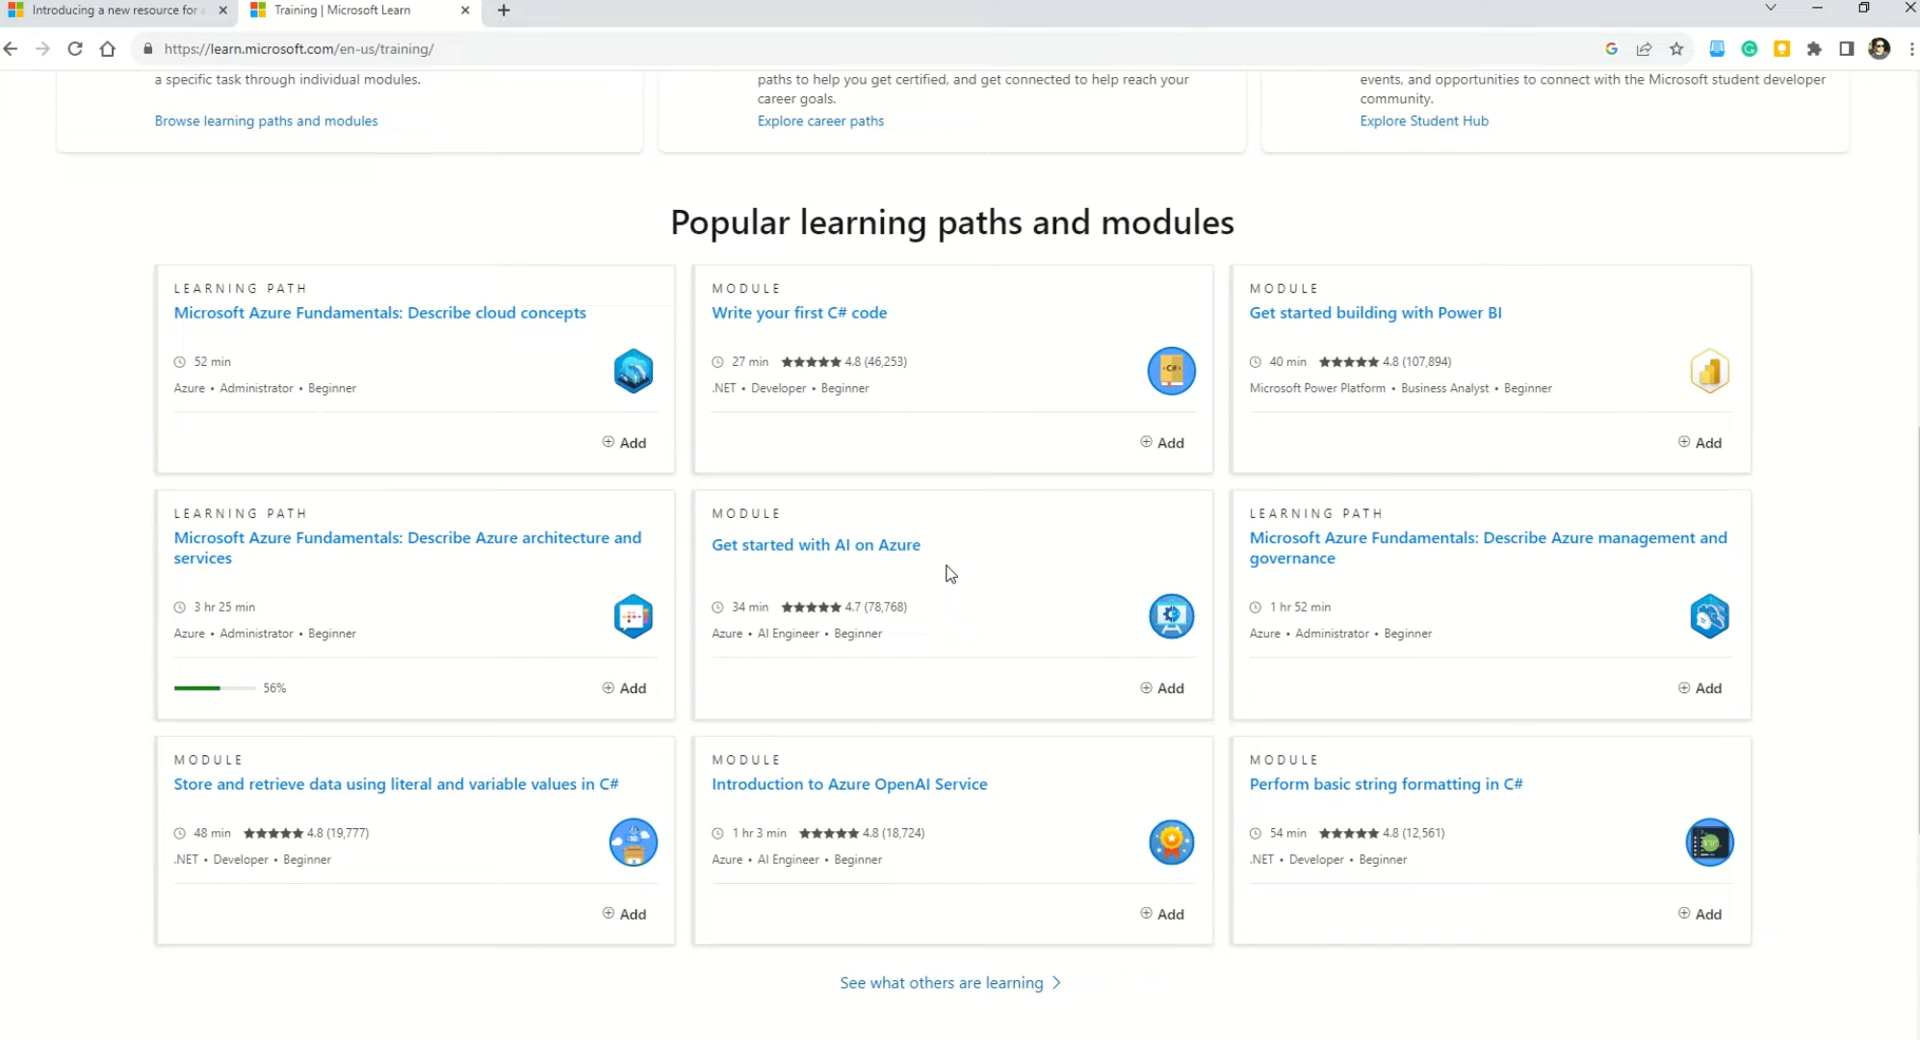 Introducing a new resource for
Training | Microsoft Learn
https://learn.microsoft.com/en-us/training/
a specific task through individual modules.
Browse learning paths and modules
paths to help you get certified, and get connected to help reach your
career goals.
Explore career paths
events, and opportunities to connect with the Microsoft student developer
community.
Explore Student Hub
Popular learning paths and modules
LEARNING PATH
Microsoft Azure Fundamentals: Describe cloud concepts
52 min
Azure • Administrator • Beginner
Add
MODULE
Write your first C# code
27 min ★★★★★ 4.8 (46,253)
.NET • Developer • Beginner
Add
MODULE
Get started building with Power BI
40 min ★★★★★ 4.8 (107,894)
Microsoft Power Platform • Business Analyst • Beginner
Add
LEARNING PATH
Microsoft Azure Fundamentals: Describe Azure architecture and
services
3 hr 25 min
Azure • Administrator • Beginner
56%
Add
MODULE
Get started with AI on Azure
34 min ★★★★★ 4.7 (78,768)
Azure • AI Engineer • Beginner
Add
LEARNING PATH
Microsoft Azure Fundamentals: Describe Azure management and
governance
1 hr 52 min
Azure • Administrator • Beginner
Add
MODULE
Store and retrieve data using literal and variable values in C#
48 min ★★★★★ 4.8 (19,777)
.NET • Developer • Beginner
Add
MODULE
Introduction to Azure OpenAI Service
1 hr 3 min ★★★★★ 4.8 (18,724)
Azure • AI Engineer • Beginner
Add
MODULE
Perform basic string formatting in C#
54 min ★★★★★ 4.8 (12,561)
.NET • Developer • Beginner
Add
See what others are learning >